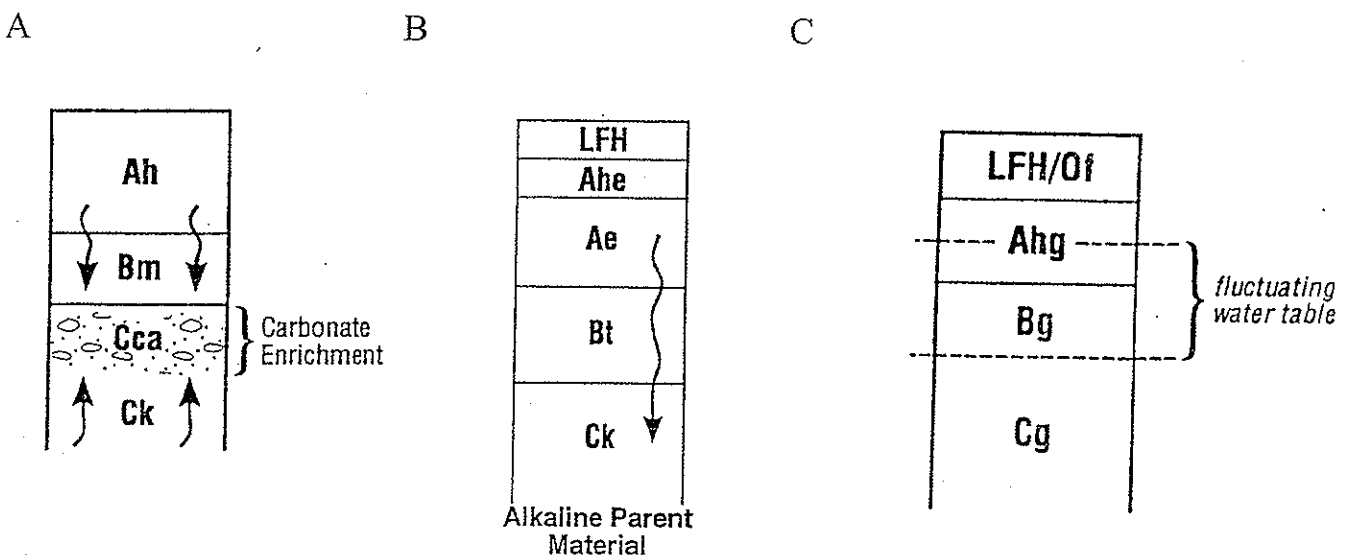 A
Ah
Bm
Cca
Carbonate
Enrichment
Ck
B
LFH
Ahe
Ae
Bt
Ck
Alkaline Parent
Material
C
LFH/Of
Ahg
Bg
fluctuating
water table
Cg